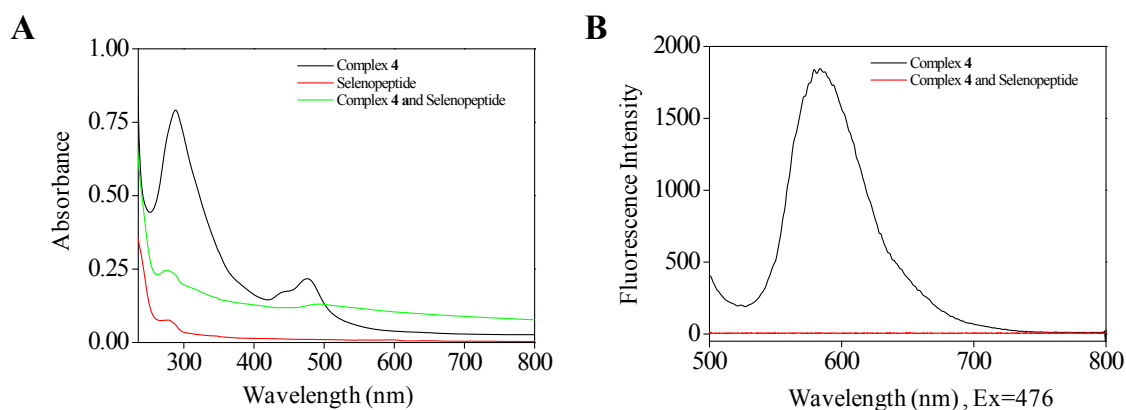 A
1.00
0.75
0.50
0.25
0.00
Absorbance
Complex 4
Selenopeptide
Complex 4 and Selenopeptide
300 400 500 600 700 800
Wavelength (nm)
B
2000
1500
1000
500
0
Fluorescence Intensity
Complex 4
Complex 4 and Selenopeptide
500 600 700 800
Wavelength (nm) , Ex=476